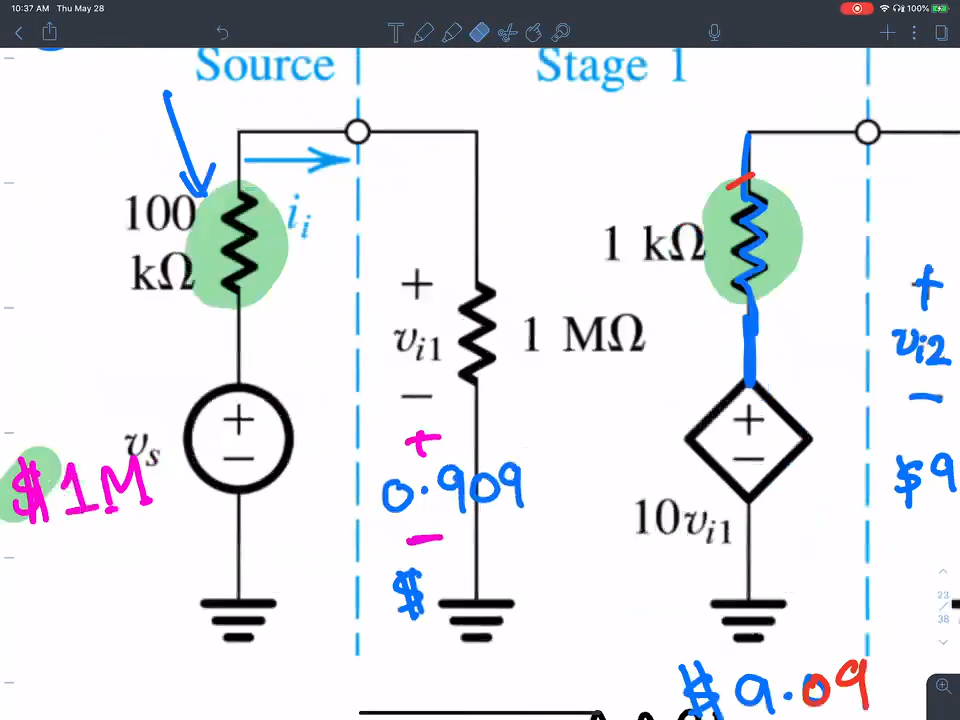 10:37 AM Thu May 28
100%
Source
Stage 1
100
kΩ
i_i
1 kΩ
+
v_i1
−
1 MΩ
+
v_i2
−
v_s
+
−
$1M
+
0.909
−
$
+
−
10v_i1
$9
23
/
38
$9.09